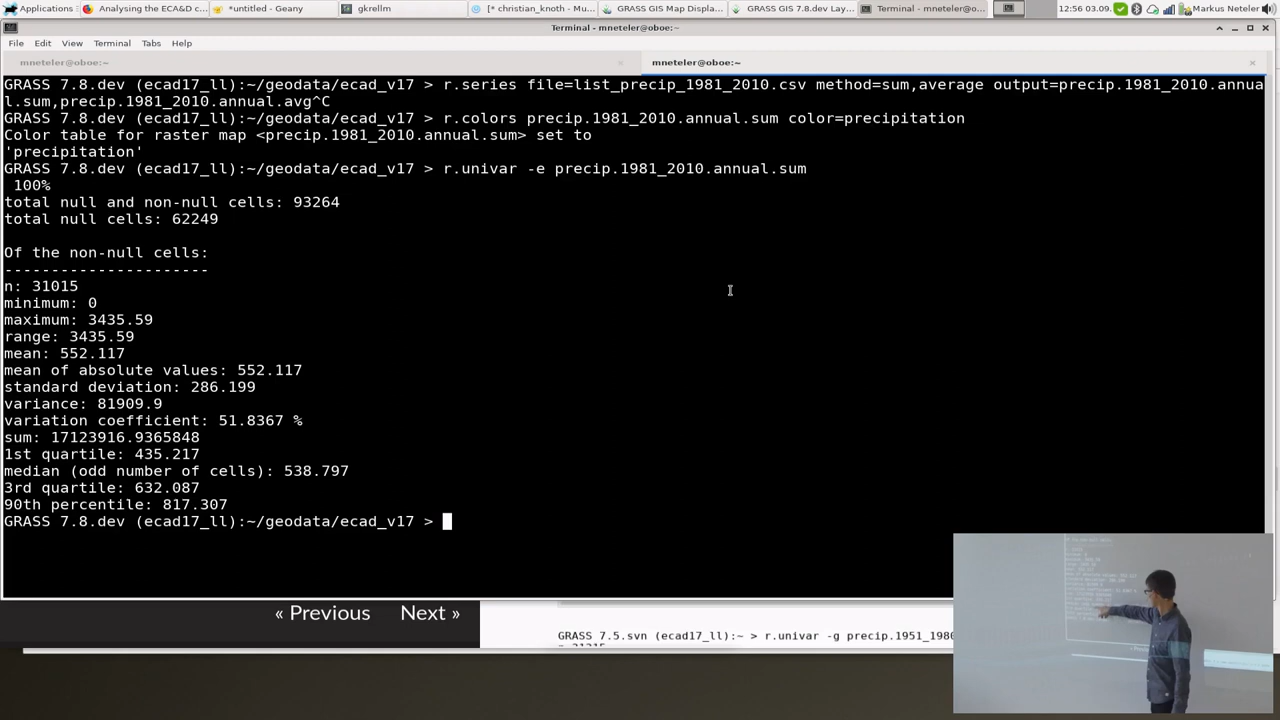 Applications
Analysing the ECA&D c...
*untitled - Geany
gkrellm
[* christian_knoth - Mu...
GRASS GIS Map Displa...
GRASS GIS 7.8.dev Lay...
Terminal - mneteler@o...
12:56 03.09.
Markus Neteler
Terminal - mneteler@oboe:~
File Edit View Terminal Tabs Help
mneteler@oboe:~
mneteler@oboe:~
GRASS 7.8.dev (ecad17_ll):~/geodata/ecad_v17 > r.series file=list_precip_1981_2010.csv method=sum,average output=precip.1981_2010.annua
l.sum,precip.1981_2010.annual.avg^C
GRASS 7.8.dev (ecad17_ll):~/geodata/ecad_v17 > r.colors precip.1981_2010.annual.sum color=precipitation
Color table for raster map <precip.1981_2010.annual.sum> set to
'precipitation'
GRASS 7.8.dev (ecad17_ll):~/geodata/ecad_v17 > r.univar -e precip.1981_2010.annual.sum
100%
total null and non-null cells: 93264
total null cells: 62249
Of the non-null cells:
----------------------
n: 31015
minimum: 0
maximum: 3435.59
range: 3435.59
mean: 552.117
mean of absolute values: 552.117
standard deviation: 286.199
variance: 81909.9
variation coefficient: 51.8367 %
sum: 17123916.9365848
1st quartile: 435.217
median (odd number of cells): 538.797
3rd quartile: 632.087
90th percentile: 817.307
GRASS 7.8.dev (ecad17_ll):~/geodata/ecad_v17 >
« Previous Next »
GRASS 7.5.svn (ecad17_ll):~ > r.univar -g precip.1951_1980